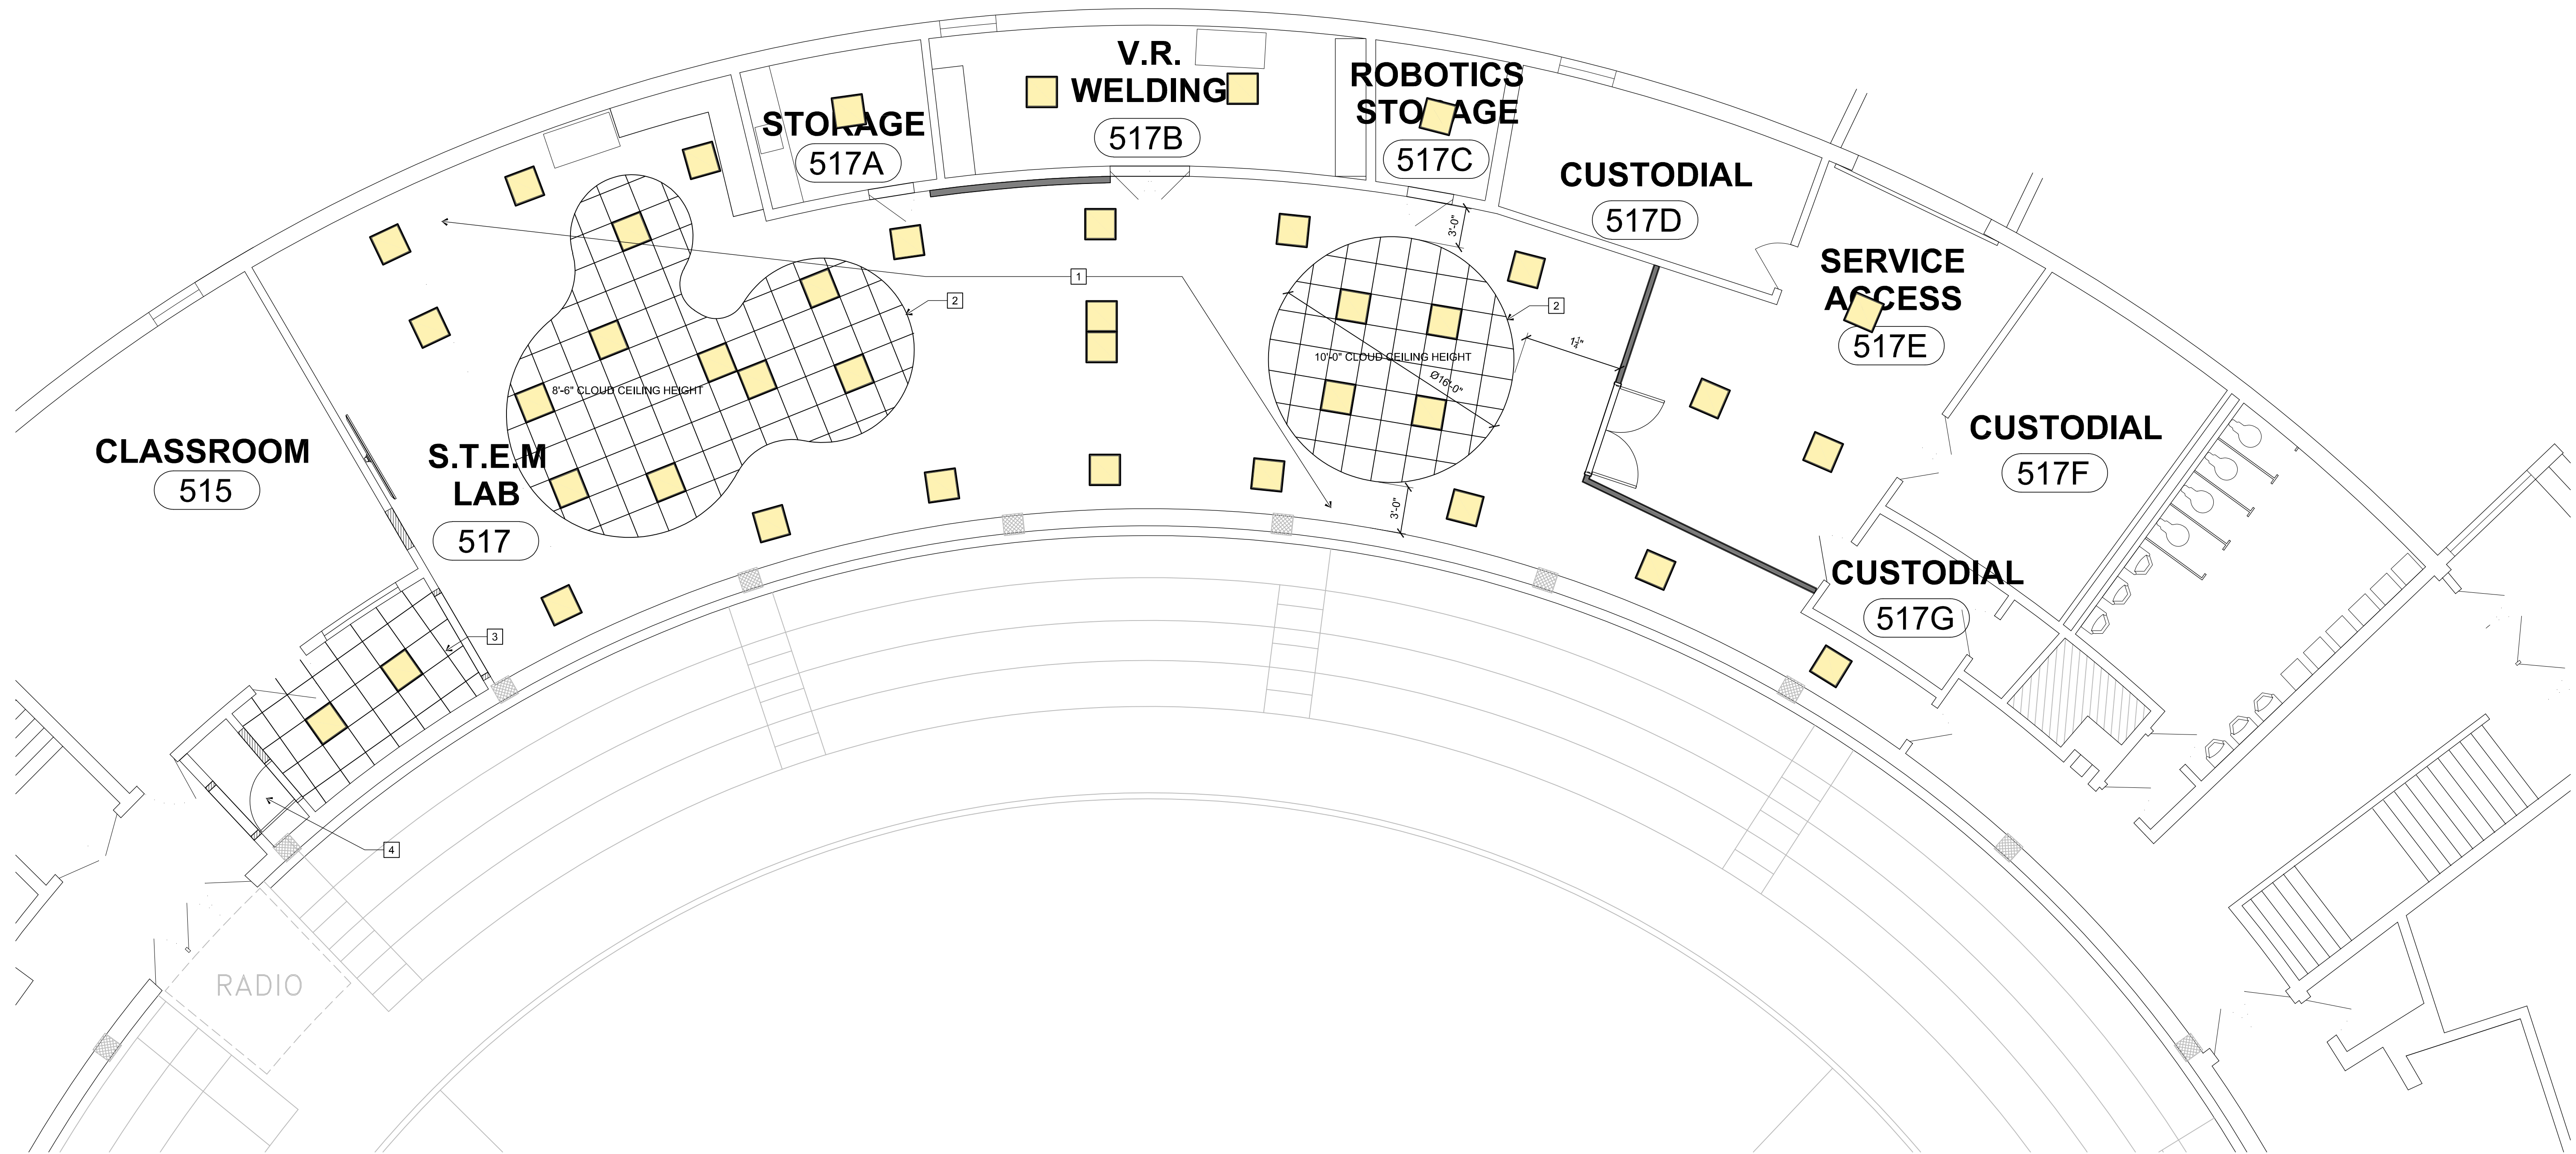 V.R.
WELDING
517B
ROBOTICS
STORAGE
517C
STORAGE
517A
CUSTODIAL
517D
3'-0"
SERVICE
ACCESS
517E
1
2
2
10'-0" CLOUD CEILING HEIGHT
Ø16'-0"
8'-6" CLOUD CEILING HEIGHT
CLASSROOM
515
S.T.E.M
LAB
517
CUSTODIAL
517F
3'-0"
CUSTODIAL
517G
3
4
RADIO